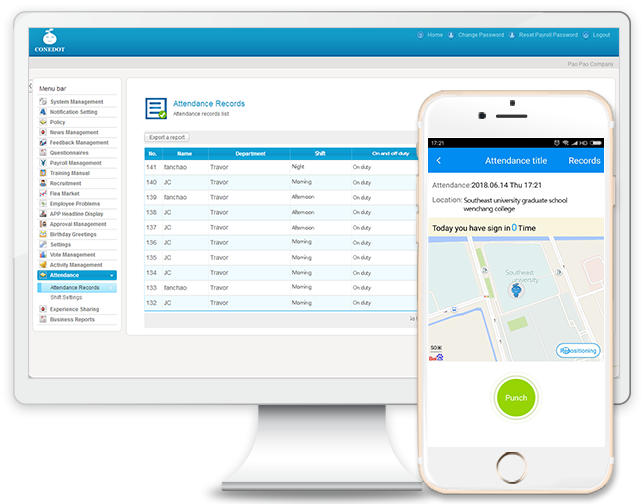 CONEDOT
Home Change Password Reset Payroll Password Logout
Pao Pao Company
Menu bar
System Management
Notification Setting
Policy
News Management
Feedback Management
Questionnaires
Payroll Management
Training Manual
Recruitment
Flea Market
Employee Problems
APP Headline Display
Approval Management
Birthday Greetings
Settings
Vote Management
Activity Management
Attendance
Attendance Records
Shift Settings
Experience Sharing
Business Reports
Attendance Records
Attendance records list
Export a report
No. Name Department Shift On and off duty
141 fanchao Travor Night On duty
140 JC Travor Morning On duty
139 fanchao Travor Afternoon On duty
138 JC Travor Afternoon On duty
137 JC Travor Afternoon On duty
136 JC Travor Morning On duty
135 JC Travor Morning On duty
134 JC Travor Morning On duty
133 fanchao Travor Morning On duty
132 JC Travor Morning On duty
17:21 HD
Attendance title Records
Attendance:2018.06.14 Thu 17:21
Location: Southeast university graduate school
wenchang college
Today you have sign in 0 Time
Southeast
university
50米
Bai
Repositioning
Punch